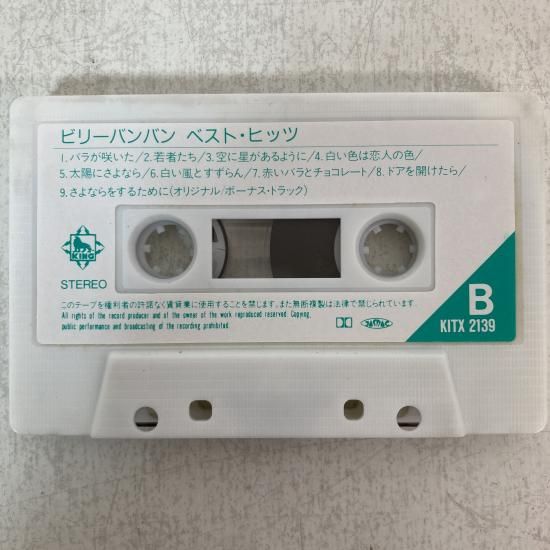 ビリーバンバン ベスト・ヒッツ
1.バラが咲いた/2.若者たち/3.空に星があるように/4.白い色は恋人の色/
5.太陽にさよなら/6.白い風とすずらん/7.赤いバラとチョコレート/8.ドアを開けたら/
9.さよならをするために(オリジナル/ボーナス・トラック)
KING
STEREO
B
KITX 2139
このテープを権利者の許諾なく賃貸業に使用することを禁じます。また無断複製は法律で禁じられています。
All rights of the record producer and of the owner of the work reproduced reserved. Copying,
public performance and broadcasting of the recording prohibited.
JASRAC